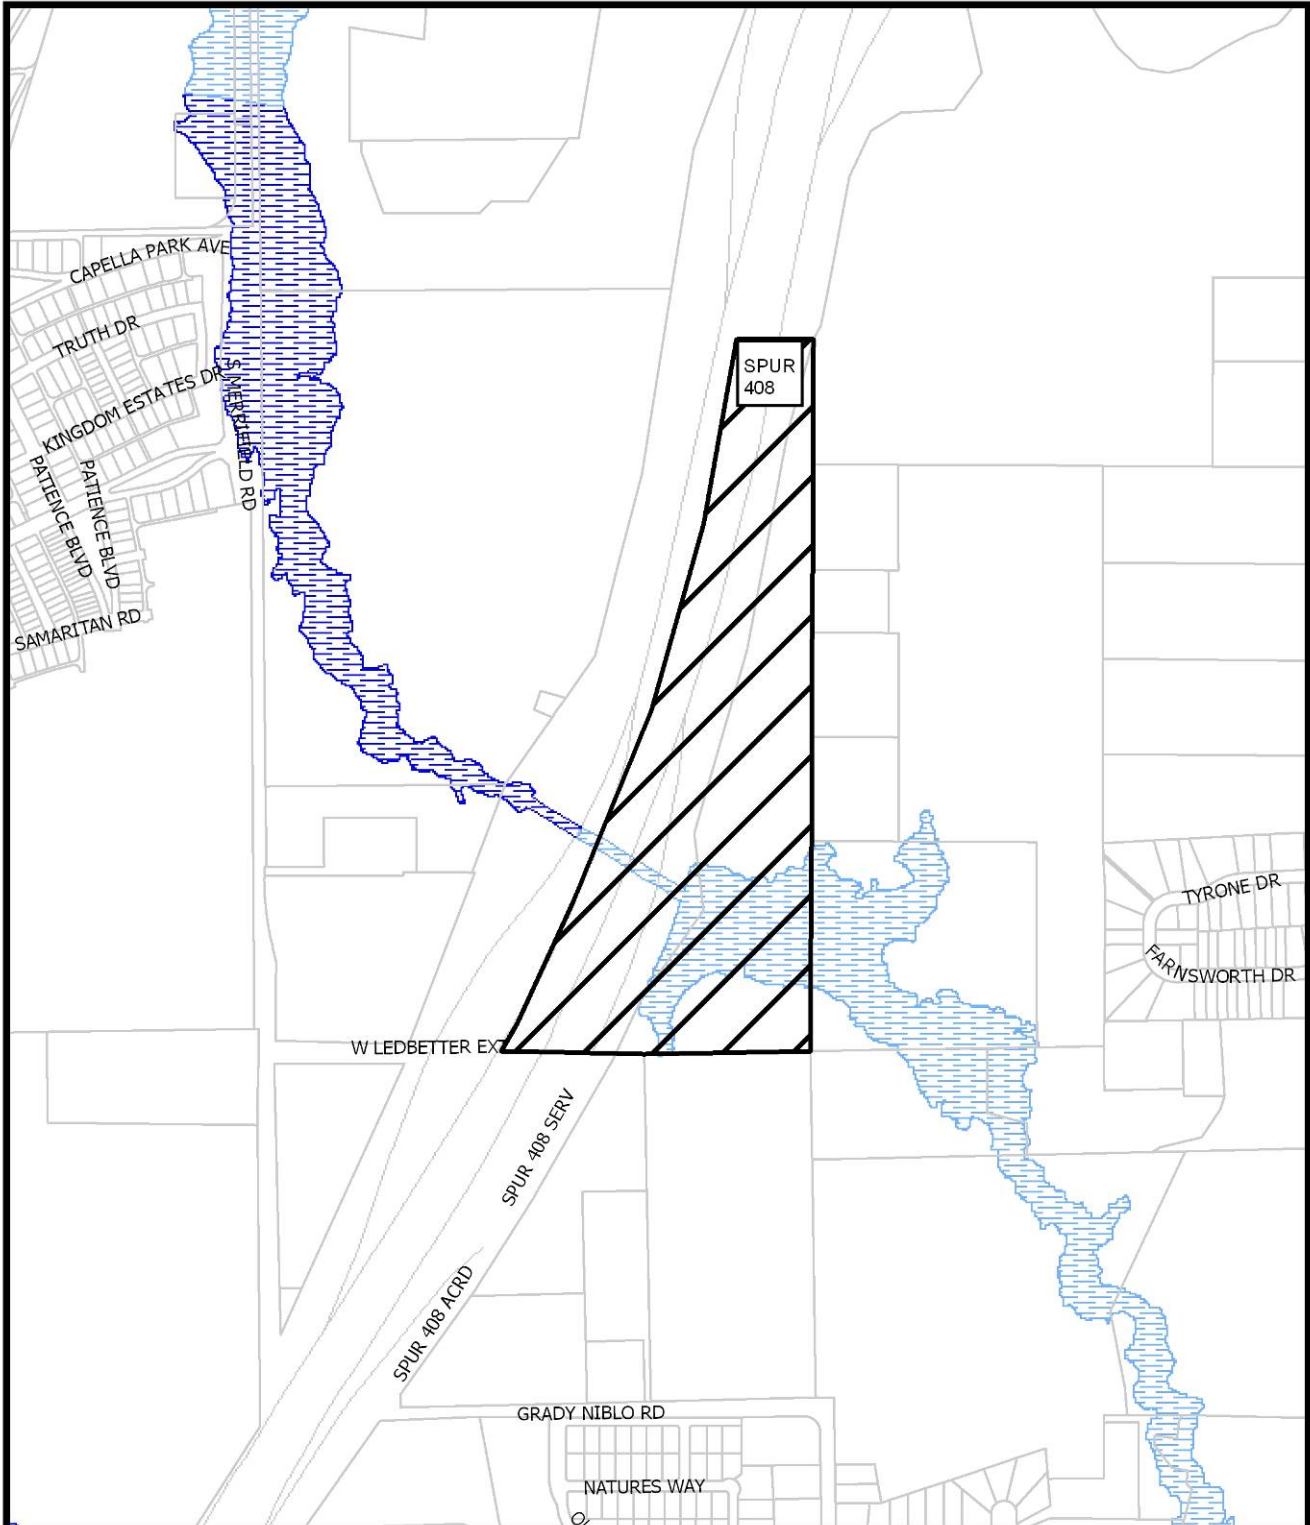 CAPELLA PARK AVE
TRUTH DR
SPUR
408
KINGDOM ESTATES DR
S MERRIFIELD RD
PATIENCE BLVD
PATIENCE BLVD
SAMARITAN RD
TYRONE DR
FARNSWORTH DR
W LEDBETTER EXT
SPUR 408 SERV
SPUR 408 ACRD
GRADY NIBLO RD
NATURES WAY